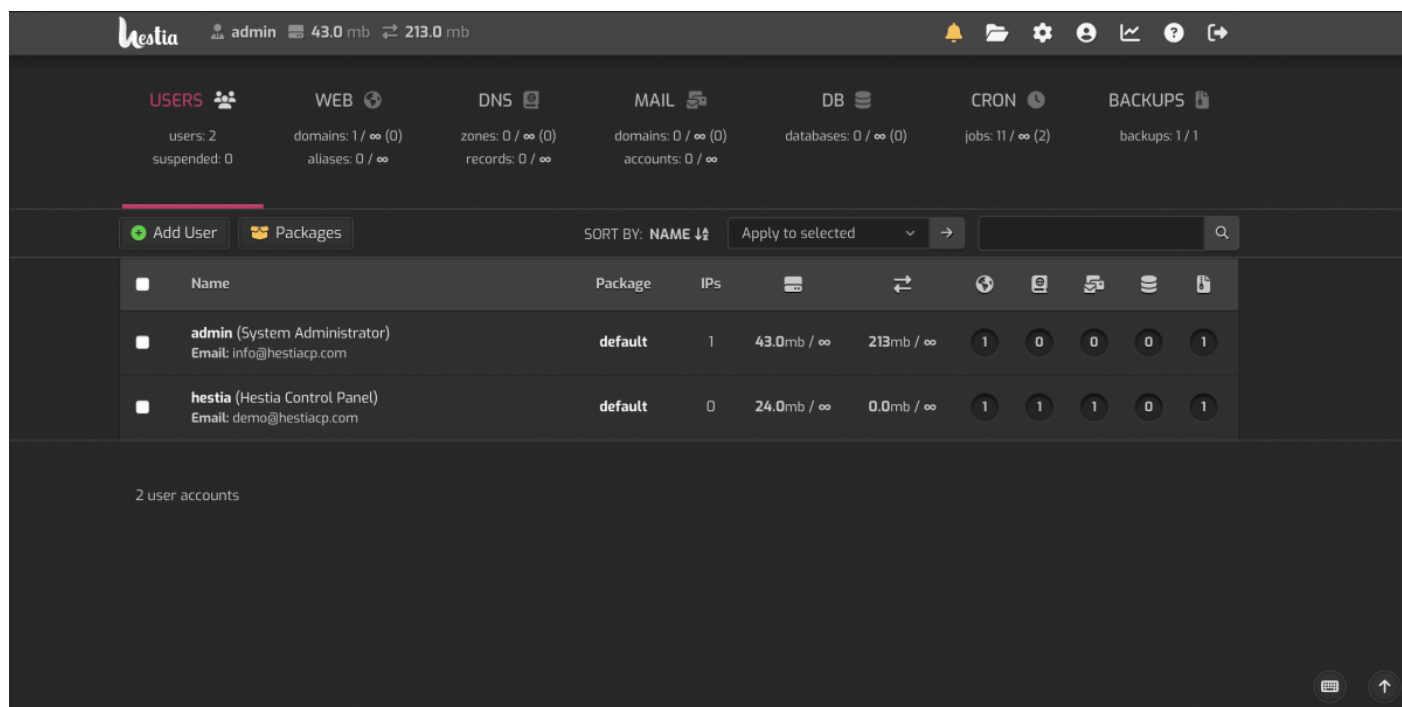 hestia admin 43.0 mb 213.0 mb
USERS WEB DNS MAIL DB CRON BACKUPS
users: 2 domains: 1 / ∞ (0) zones: 0 / ∞ (0) domains: 0 / ∞ (0) databases: 0 / ∞ (0) jobs: 11 / ∞ (2) backups: 1 / 1
suspended: 0 aliases: 0 / ∞ records: 0 / ∞ accounts: 0 / ∞
Add User Packages SORT BY: NAME Apply to selected
Name Package IPs
admin (System Administrator) default 1 43.0mb / ∞ 213mb / ∞ 1 0 0 0 1
Email: info@hestiacp.com
hestia (Hestia Control Panel) default 0 24.0mb / ∞ 0.0mb / ∞ 1 1 1 0 1
Email: demo@hestiacp.com
2 user accounts